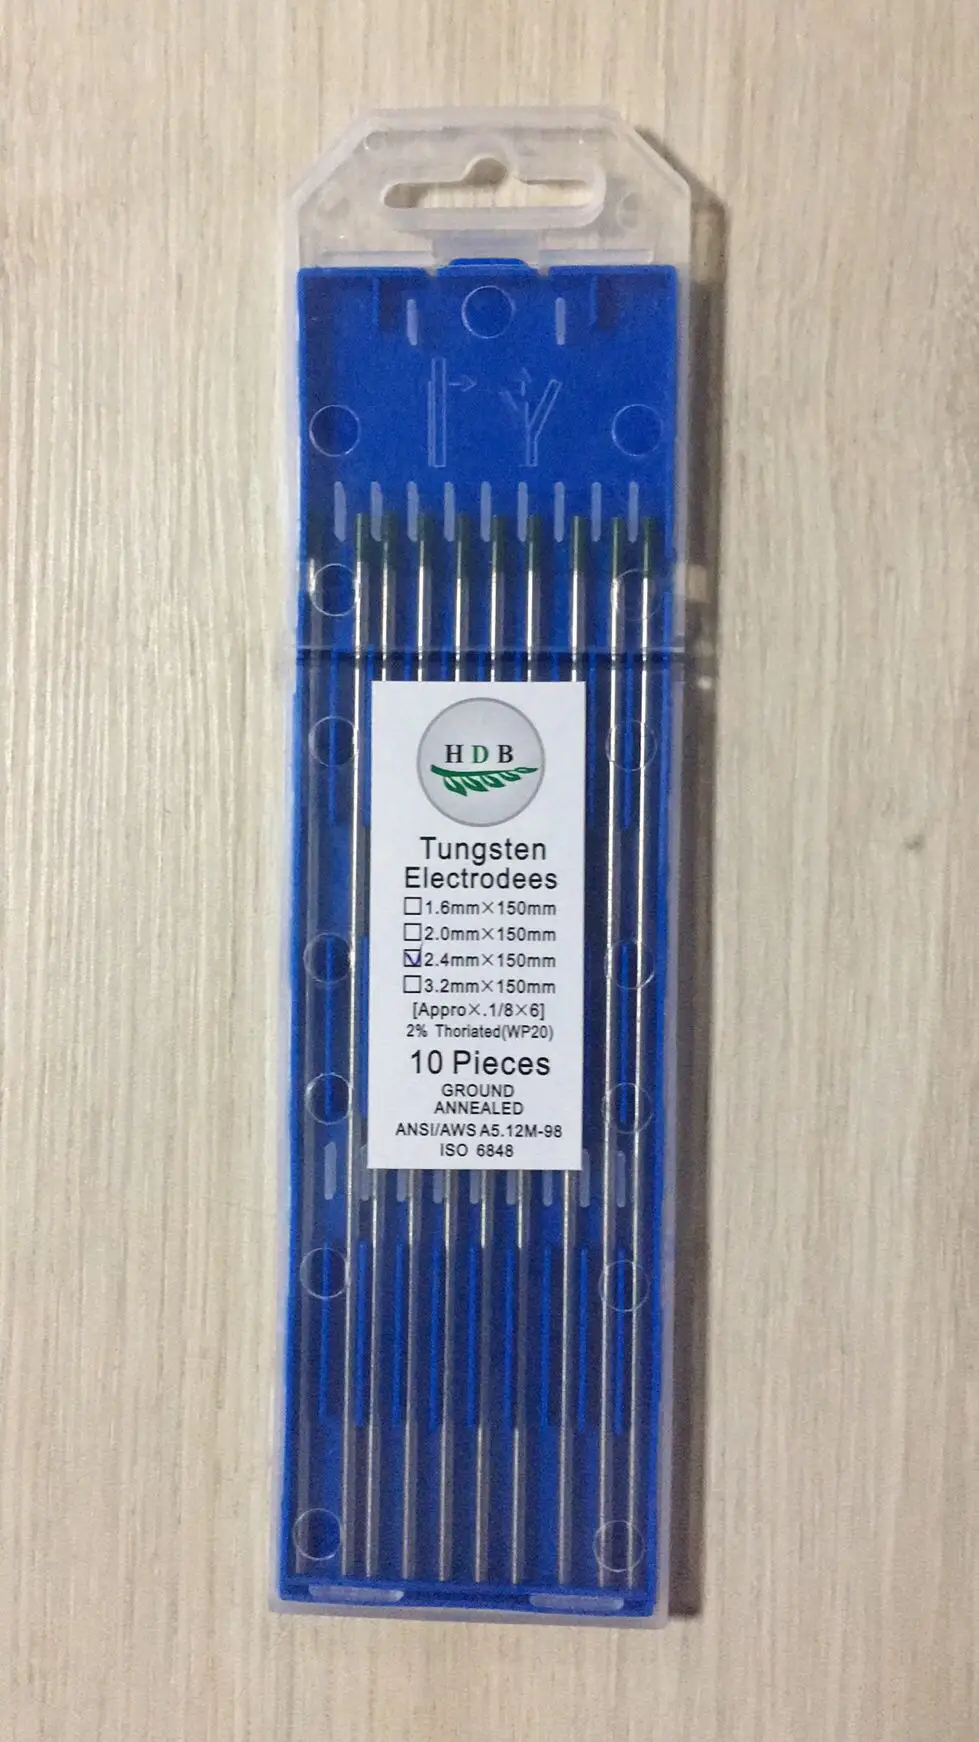 H D B
Tungsten
Electrodees
1.6mm×150mm
2.0mm×150mm
2.4mm×150mm
3.2mm×150mm
[Appro×.1/8×6]
2% Thoriated(WP20)
10 Pieces
GROUND
ANNEALED
ANSI/AWS A5.12M-98
ISO 6848